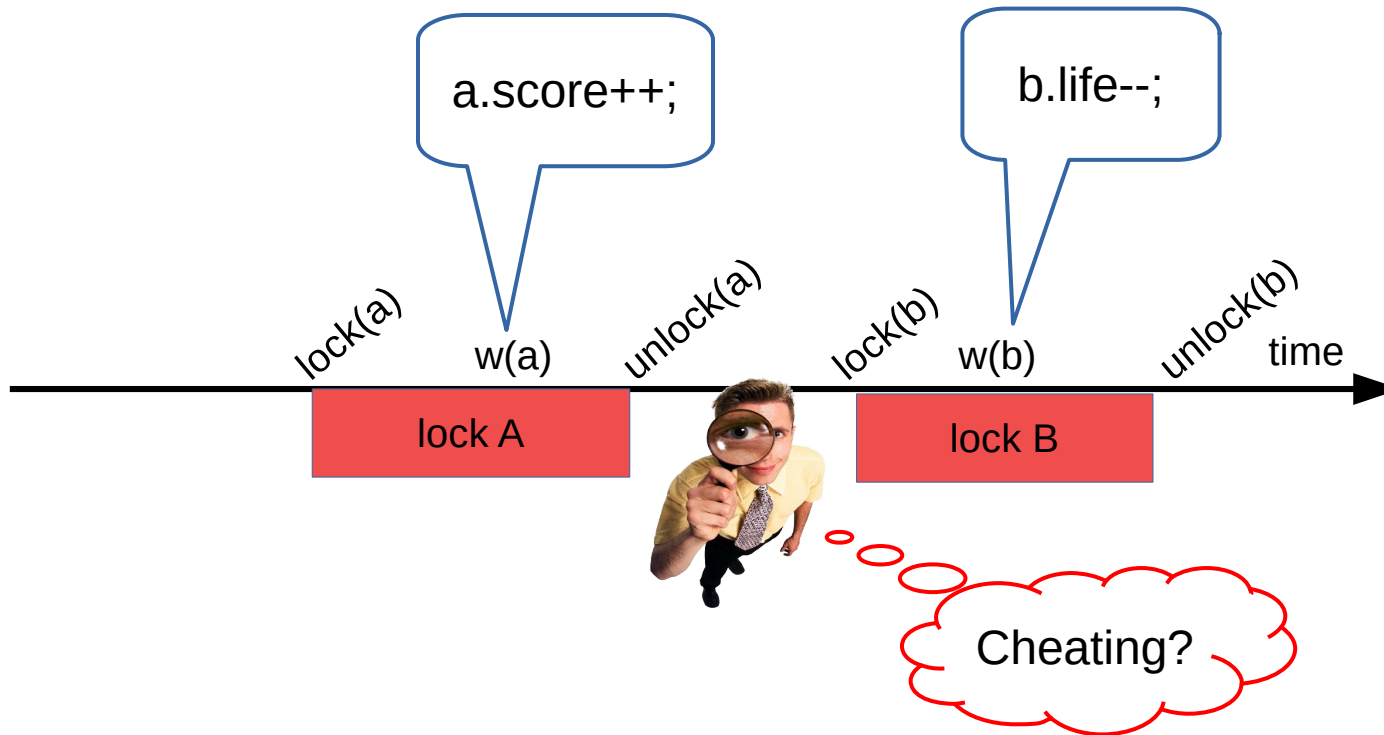 a.score++;
b.life--;
lock(a)
w(a)
unlock(a)
lock(b)
w(b)
unlock(b)
time
lock A
lock B
Cheating?